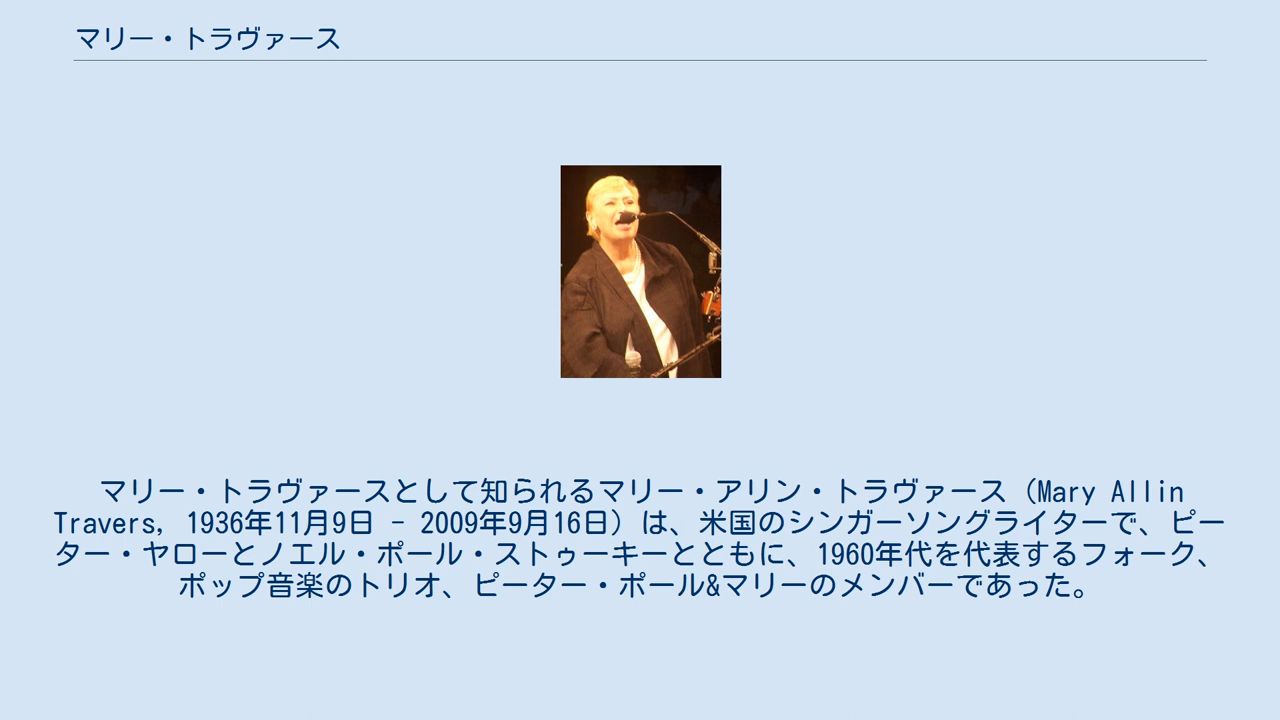 マリー・トラヴァース
マリー・トラヴァースとして知られるマリー・アリン・トラヴァース（Mary Allin
Travers, 1936年11月9日 - 2009年9月16日）は、米国のシンガーソングライターで、ピー
ター・ヤローとノエル・ポール・ストゥーキーとともに、1960年代を代表するフォーク、
ポップ音楽のトリオ、ピーター・ポール&マリーのメンバーであった。